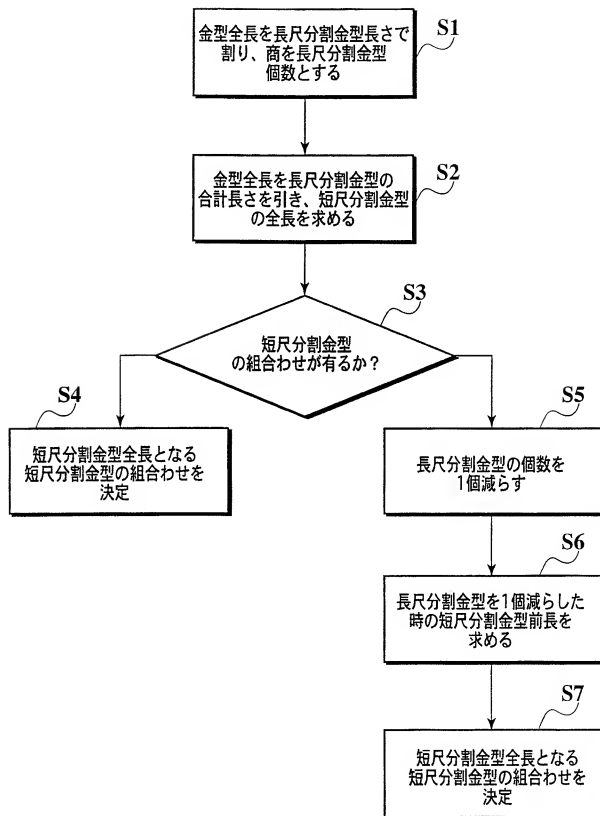 金型全長を長尺分割金型長さで
割り、商を長尺分割金型
個数とする
S1
金型全長を長尺分割金型の
合計長さを引き、短尺分割金型
の全長を求める
S2
短尺分割金型
の組合わせが有るか？
S3
S4
短尺分割金型全長となる
短尺分割金型の組合わせを
決定
S5
長尺分割金型の個数を
1個減らす
S6
長尺分割金型を1個減らした
時の短尺分割金型前長を
求める
S7
短尺分割金型全長となる
短尺分割金型の組合わせを
決定